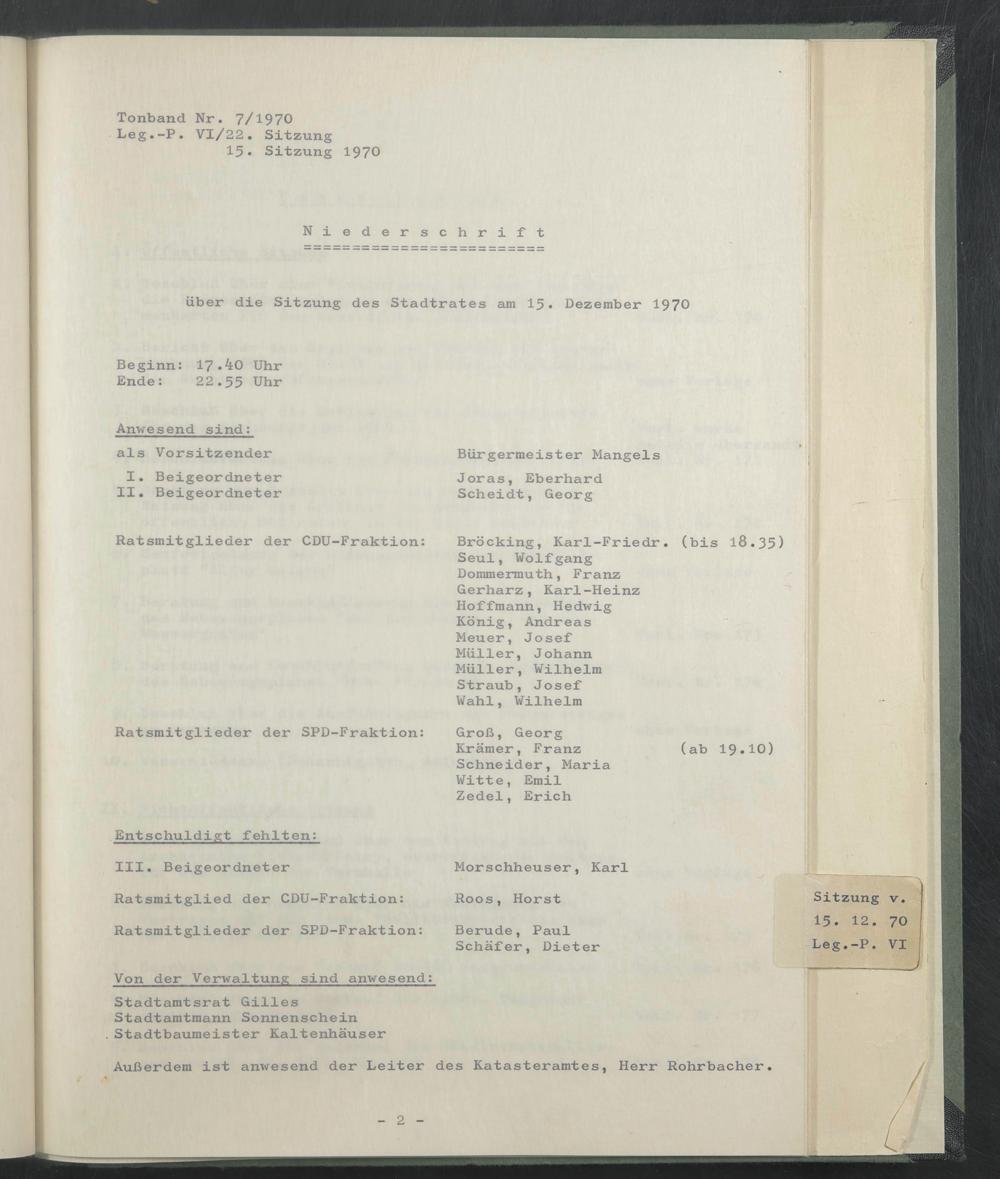 Tonband Nr. 7/1970
Leg.-P. VI/22. Sitzung
15. Sitzung 1970
N i e d e r s c h r i f t
=========================
über die Sitzung des Stadtrates am 15. Dezember 1970
Beginn: 17.40 Uhr
Ende: 22.55 Uhr
Anwesend sind:
als Vorsitzender Bürgermeister Mangels
I. Beigeordneter Joras, Eberhard
II. Beigeordneter Scheidt, Georg
Ratsmitglieder der CDU-Fraktion: Bröcking, Karl-Friedr. (bis 18.35)
Seul, Wolfgang
Dommermuth, Franz
Gerharz, Karl-Heinz
Hoffmann, Hedwig
König, Andreas
Meuer, Josef
Müller, Johann
Müller, Wilhelm
Straub, Josef
Wahl, Wilhelm
Ratsmitglieder der SPD-Fraktion: Groß, Georg
Krämer, Franz (ab 19.10)
Schneider, Maria
Witte, Emil
Zedel, Erich
Entschuldigt fehlten:
III. Beigeordneter Morschheuser, Karl
Ratsmitglied der CDU-Fraktion: Roos, Horst
Ratsmitglieder der SPD-Fraktion: Berude, Paul
Schäfer, Dieter
Von der Verwaltung sind anwesend:
Stadtamtsrat Gilles
Stadtamtmann Sonnenschein
Stadtbaumeister Kaltenhäuser
Außerdem ist anwesend der Leiter des Katasteramtes, Herr Rohrbacher.
- 2 -
Sitzung v.
15. 12. 70
Leg.-P. VI